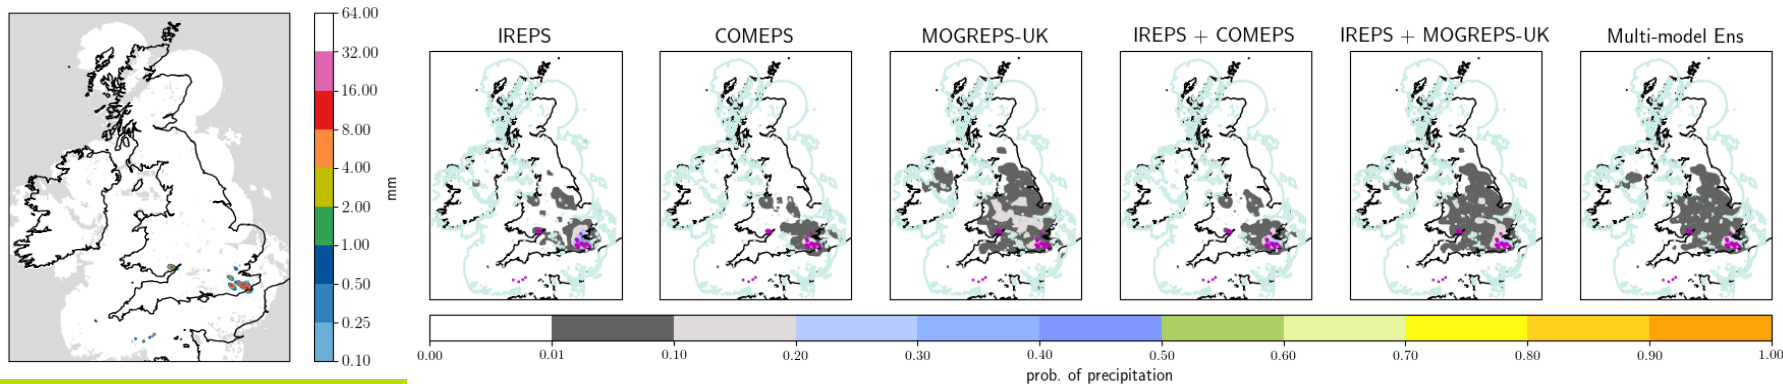 64.00
32.00
16.00
8.00
4.00
2.00
1.00
0.50
0.25
0.10
mm
IREPS
COMEPS
MOGREPS-UK
IREPS + COMEPS
IREPS + MOGREPS-UK
Multi-model Ens
0.00
0.01
0.10
0.20
0.30
0.40
0.50
0.60
0.70
0.80
0.90
1.00
prob. of precipitation